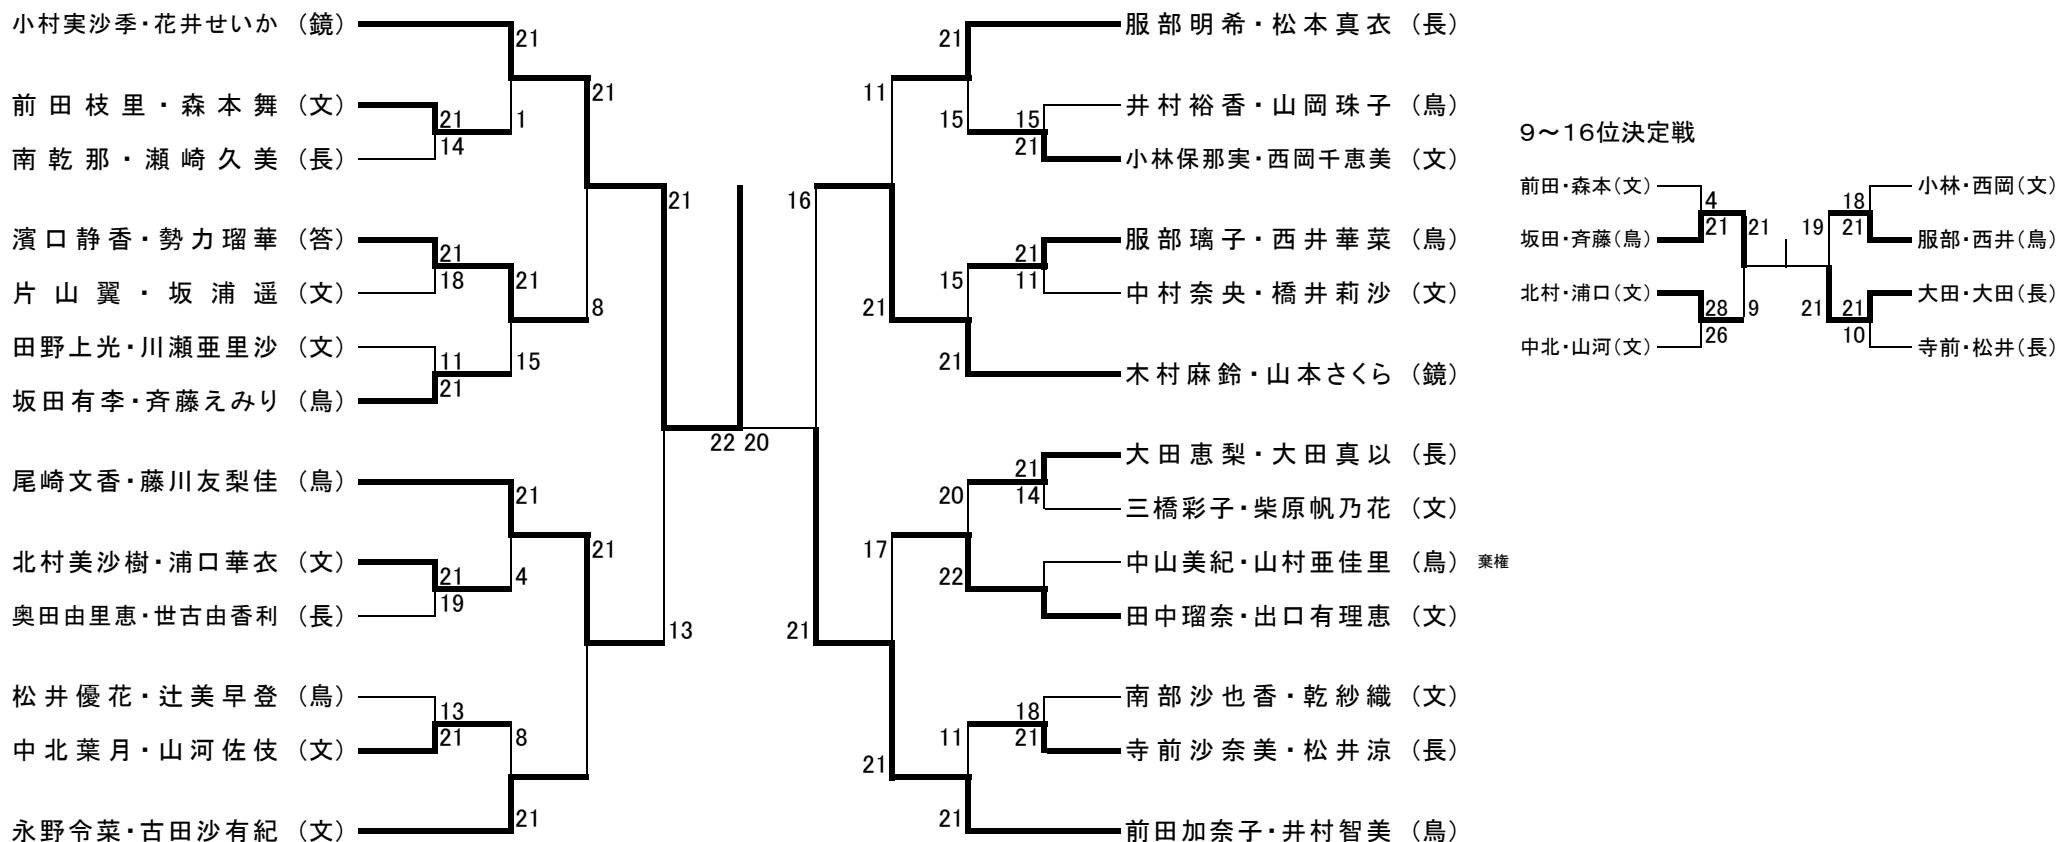 小村実沙季・花井せいか （鏡）
21
21
前田枝里・森本舞 （文）
21
1
14
南乾那・瀬崎久美 （長）
21
濱口静香・勢力瑠華 （答）
21
18
21
片山翼・坂浦遥 （文）
8
田野上光・川瀬亜里沙 （文）
11
15
21
坂田有李・斉藤えみり （鳥）
22 20
尾崎文香・藤川友梨佳 （鳥）
21
21
北村美沙樹・浦口華衣 （文）
21
4
19
奥田由里恵・世古由香利 （長）
13
松井優花・辻美早登 （鳥）
13
21
8
中北葉月・山河佐伎 （文）
21
永野令菜・古田沙有紀 （文）
服部明希・松本真衣 （長）
21
11
井村裕香・山岡珠子 （鳥）
15
15
21
小林保那実・西岡千恵美 （文）
16
服部璃子・西井華菜 （鳥）
21
15
11
中村奈央・橋井莉沙 （文）
21
21
木村麻鈴・山本さくら （鏡）
大田恵梨・大田真以 （長）
21
20
14
三橋彩子・柴原帆乃花 （文）
17
中山美紀・山村亜佳里 （鳥） 棄権
22
田中瑠奈・出口有理恵 （文）
21
南部沙也香・乾紗織 （文）
18
11
21
寺前沙奈美・松井涼 （長）
21
21
前田加奈子・井村智美 （鳥）
9～16位決定戦
前田・森本（文）
4
21
21
坂田・斉藤（鳥）
北村・浦口（文）
28
9
26
中北・山河（文）
小林・西岡（文）
18
19
21
服部・西井（鳥）
大田・大田（長）
21
21
10
寺前・松井（長）